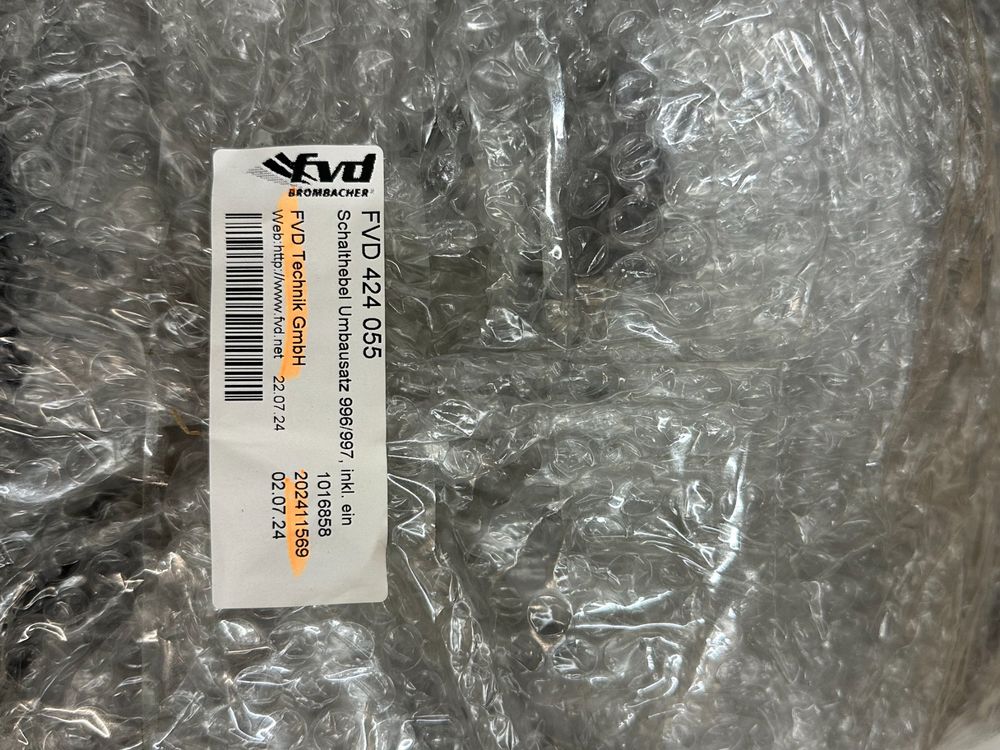 fvd
BROMBACHER
FVD 424 055
Schalthebel Umbausatz 996/997, inkl. ein
1016858
FVD Technik GmbH 202411569
Web:http://www.fvd.net 22.07.24 02.07.24